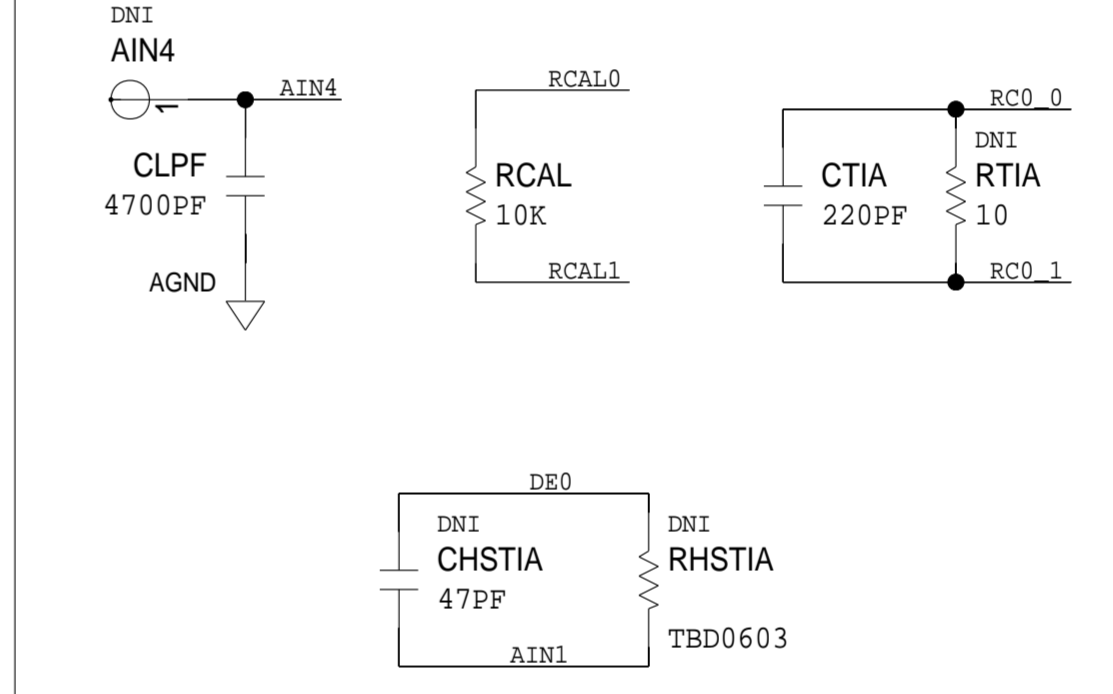 DNI
AIN4
1
AIN4
CLPF
4700PF
AGND
RCAL0
RCAL
10K
RCAL1
RC0_0
DNI
CTIA
220PF
RTIA
10
RC0_1
DE0
DNI
CHSTIA
47PF
DNI
RHSTIA
TBD0603
AIN1